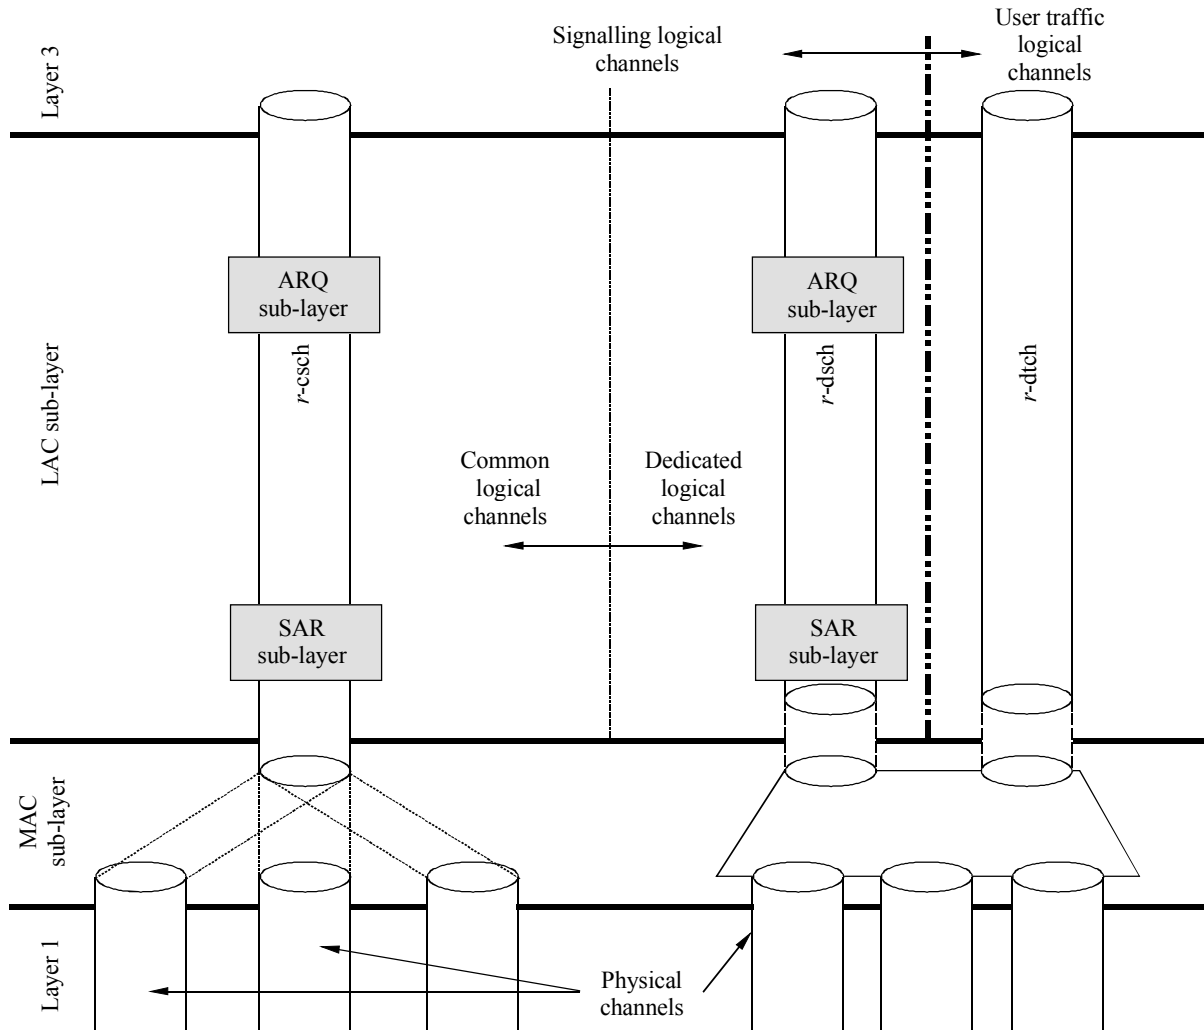 Layer 3
Signalling logical
channels
User traffic
logical
channels
LAC sub-layer
ARQ
sub-layer
r-csch
ARQ
sub-layer
r-dsch
r-dtch
Common
logical
channels
Dedicated
logical
channels
SAR
sub-layer
SAR
sub-layer
MAC
sub-layer
Layer 1
Physical
channels